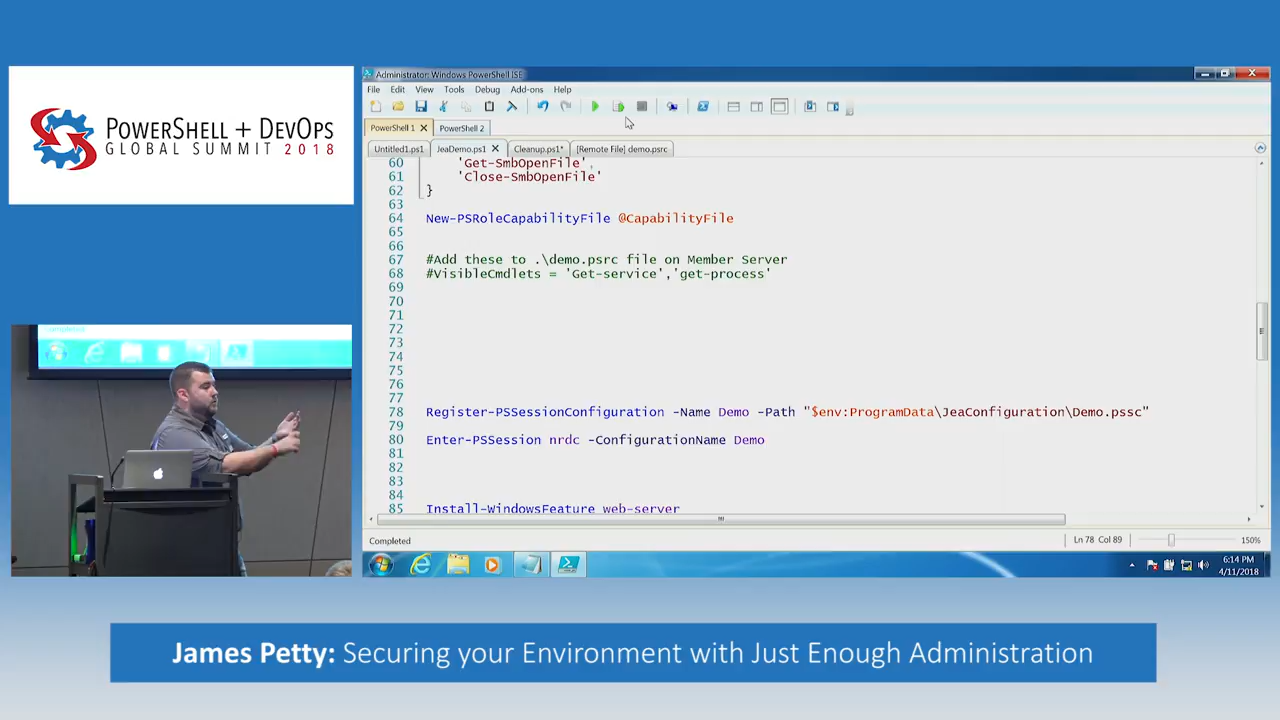 POWERSHELL + DEVOPS
GLOBAL SUMMIT 2018
Administrator: Windows PowerShell ISE
File Edit View Tools Debug Add-ons Help
PowerShell 1 PowerShell 2
Untitled1.ps1 JeaDemo.ps1 Cleanup.ps1* [Remote File] demo.psrc
60 'Get-SmbOpenFile',
61 'Close-SmbOpenFile'
62 }
63
64 New-PSRoleCapabilityFile @CapabilityFile
65
66
67 #Add these to .\demo.psrc file on Member Server
68 #VisibleCmdlets = 'Get-service','get-process'
69
70
71
72
73
74
75
76
77
78 Register-PSSessionConfiguration -Name Demo -Path "$env:ProgramData\JeaConfiguration\Demo.pssc"
79
80 Enter-PSSession nrdc -ConfigurationName Demo
81
82
83
84
85 Install-WindowsFeature web-server
Completed Ln 78 Col 89 150%
6:14 PM
4/11/2018
James Petty: Securing your Environment with Just Enough Administration